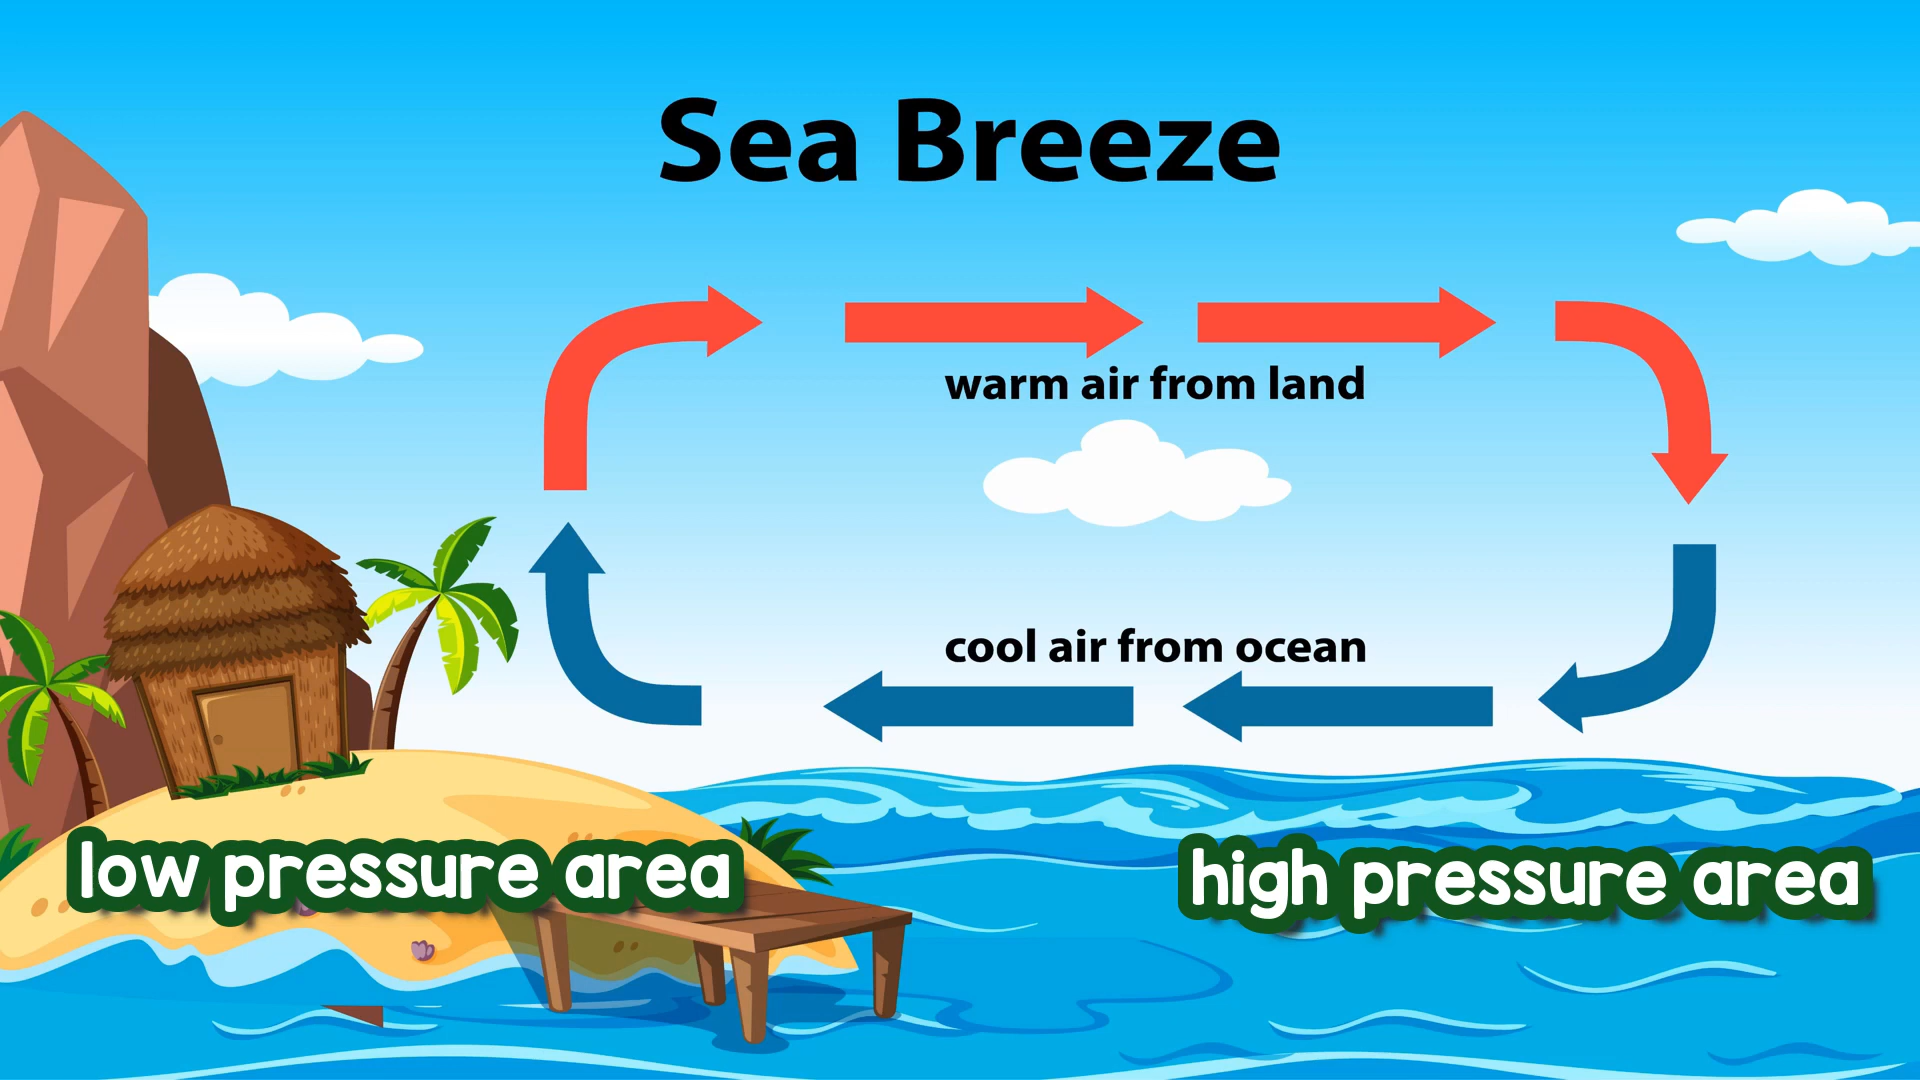 Sea Breeze
warm air from land
cool air from ocean
low pressure area
high pressure area